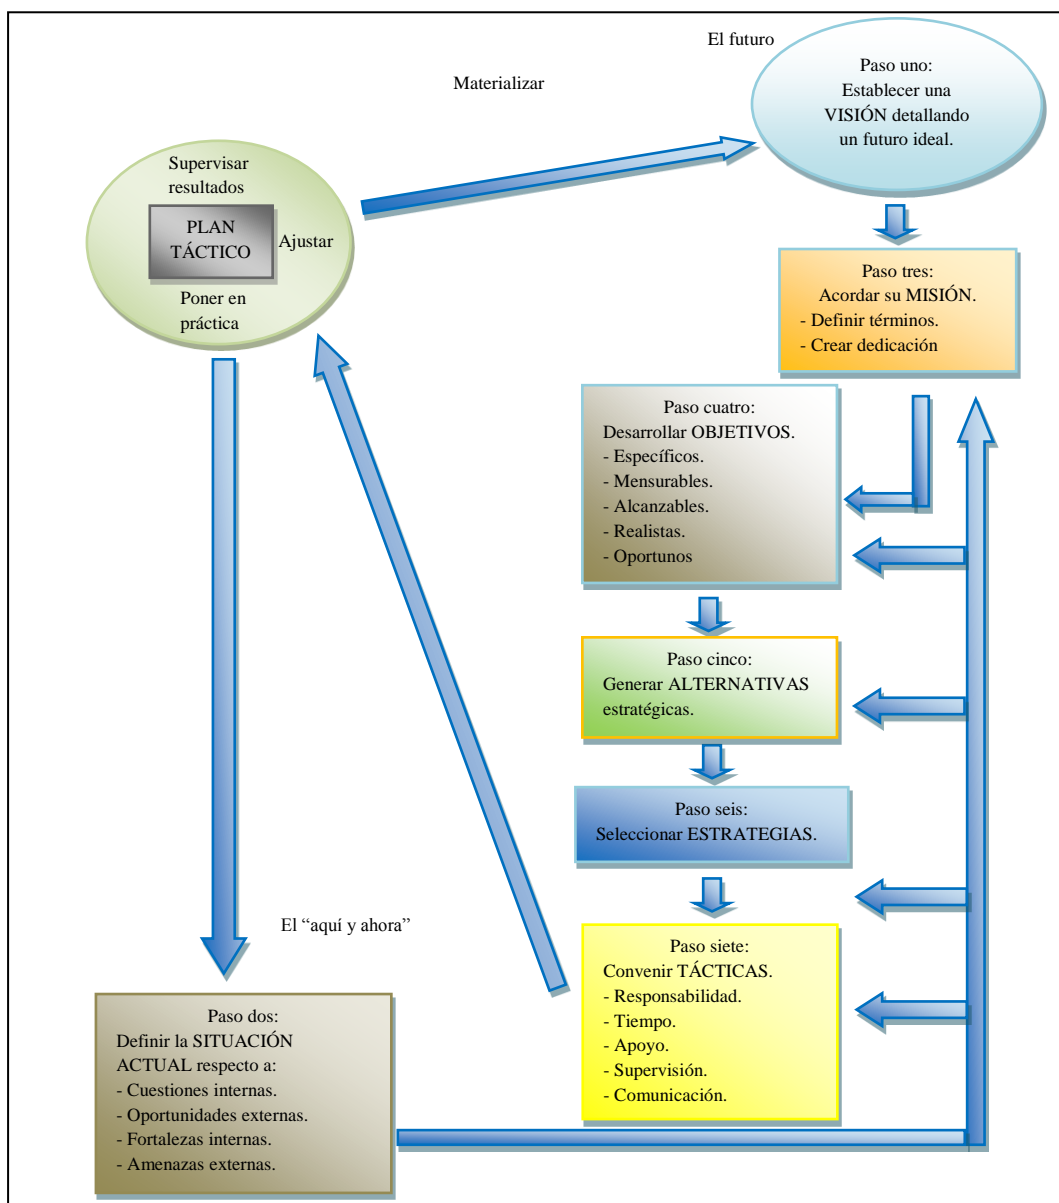 El futuro
Materializar
Paso uno:
Establecer una
VISIÓN detallando
un futuro ideal.
Supervisar
resultados
PLAN
TÁCTICO
Ajustar
Poner en
práctica
Paso tres:
Acordar su MISIÓN.
- Definir términos.
- Crear dedicación
Paso cuatro:
Desarrollar OBJETIVOS.
- Específicos.
- Mensurables.
- Alcanzables.
- Realistas.
- Oportunos
Paso cinco:
Generar ALTERNATIVAS
estratégicas.
Paso seis:
Seleccionar ESTRATEGIAS.
El “aquí y ahora”
Paso siete:
Convenir TÁCTICAS.
- Responsabilidad.
- Tiempo.
- Apoyo.
- Supervisión.
- Comunicación.
Paso dos:
Definir la SITUACIÓN
ACTUAL respecto a:
- Cuestiones internas.
- Oportunidades externas.
- Fortalezas internas.
- Amenazas externas.